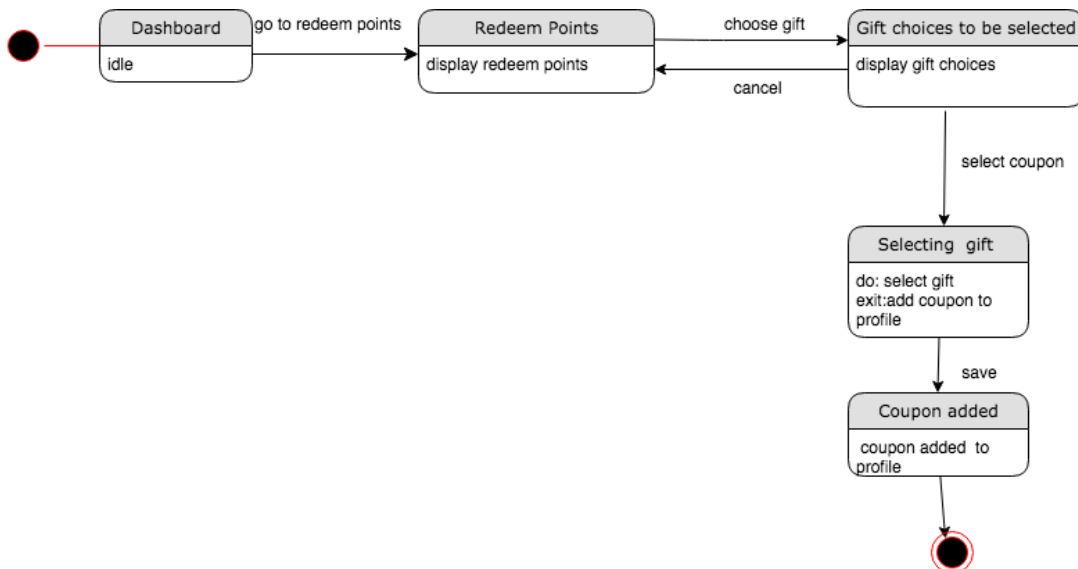 Dashboard
idle
go to redeem points
Redeem Points
display redeem points
choose gift
cancel
Gift choices to be selected
display gift choices
select coupon
Selecting gift
do: select gift
exit:add coupon to
profile
save
Coupon added
coupon added to
profile